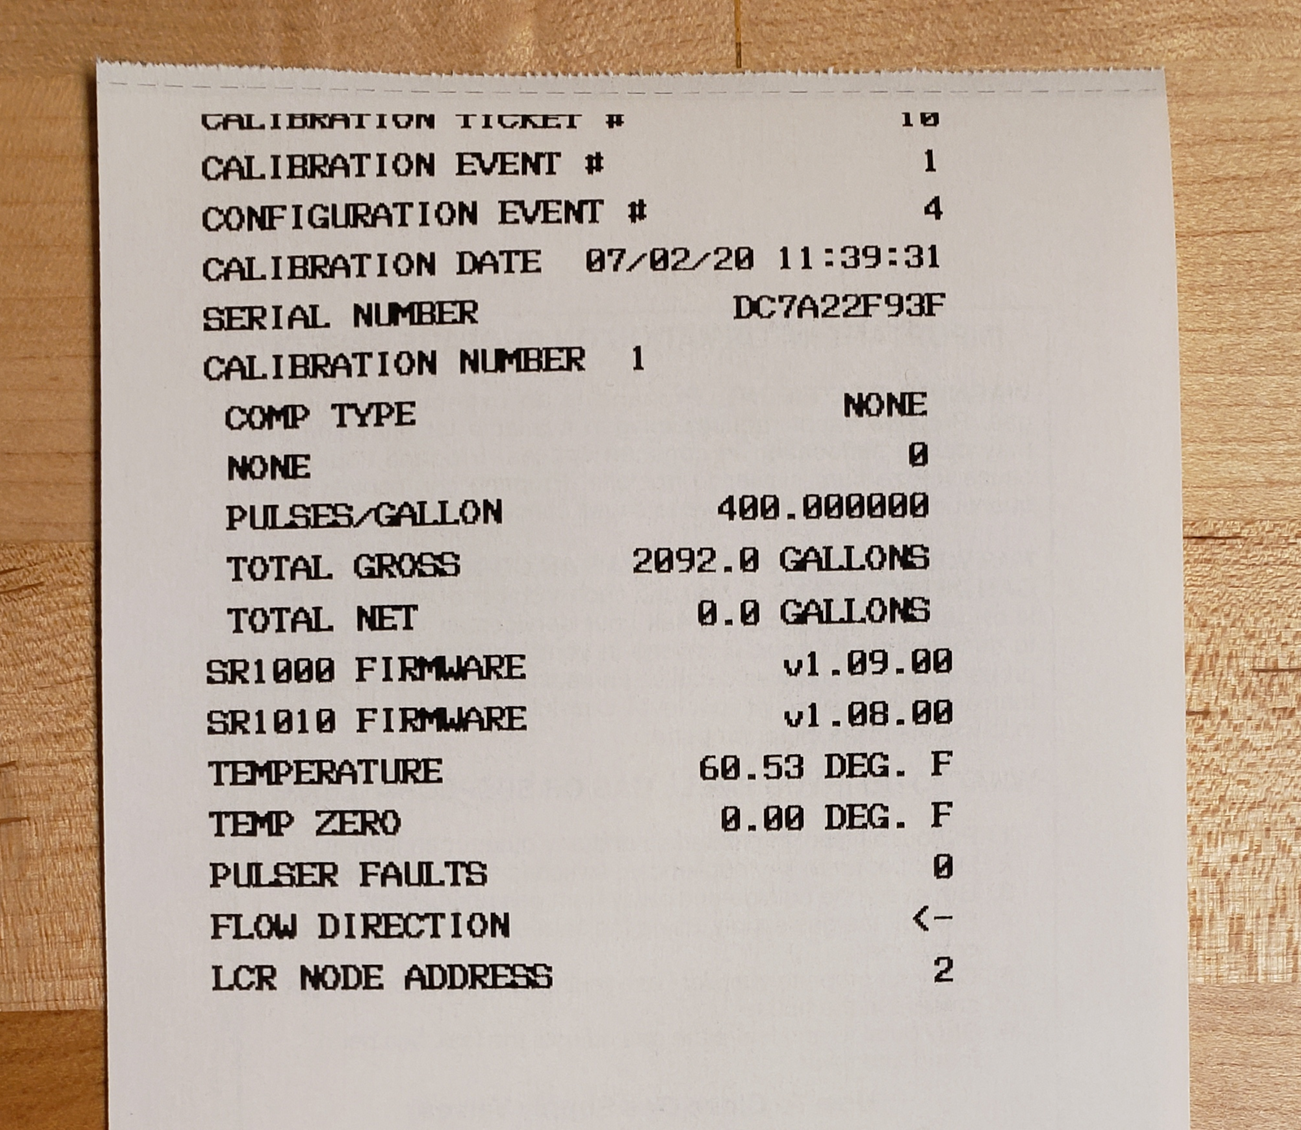 CALIBRATION TICKET # 10
CALIBRATION EVENT # 1
CONFIGURATION EVENT # 4
CALIBRATION DATE 07/02/20 11:39:31
SERIAL NUMBER DC7A22F93F
CALIBRATION NUMBER 1
COMP TYPE NONE
NONE 0
PULSES/GALLON 400.000000
TOTAL GROSS 2092.0 GALLONS
TOTAL NET 0.0 GALLONS
SR1000 FIRMWARE v1.09.00
SR1010 FIRMWARE v1.08.00
TEMPERATURE 60.53 DEG. F
TEMP ZERO 0.00 DEG. F
PULSER FAULTS 0
FLOW DIRECTION <-
LCR NODE ADDRESS 2